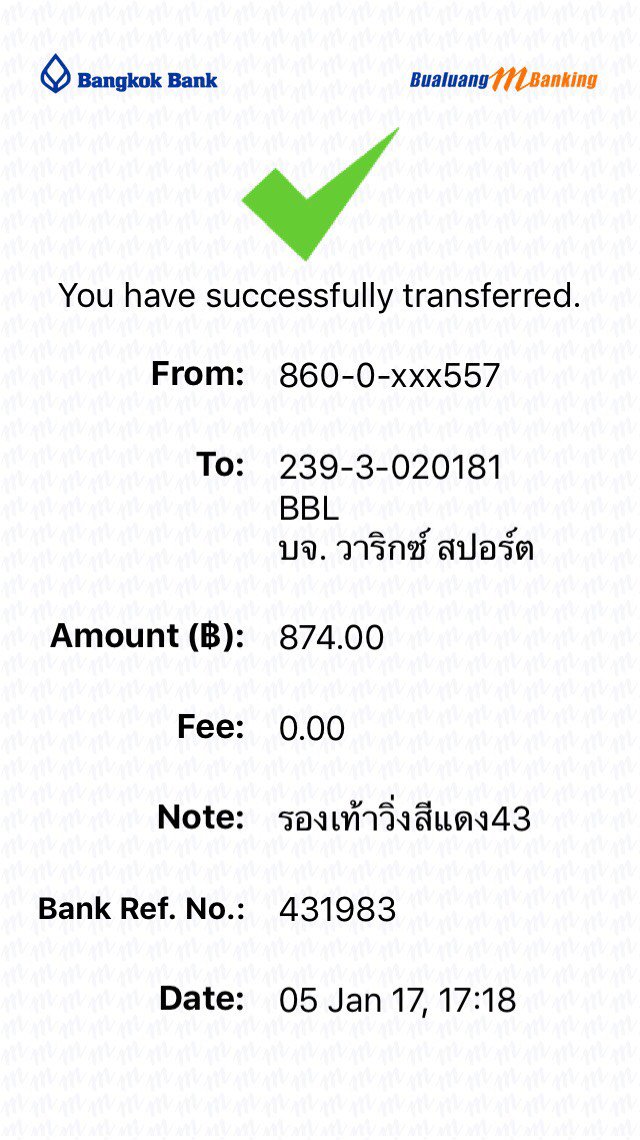 Bangkok Bank
Bualuang mBanking
You have successfully transferred.
From: 860-0-xxx557
To: 239-3-020181
BBL
บจ. วาริกซ์ สปอร์ต
Amount (฿): 874.00
Fee: 0.00
Note: รองเท้าวิ่งสีแดง43
Bank Ref. No.: 431983
Date: 05 Jan 17, 17:18